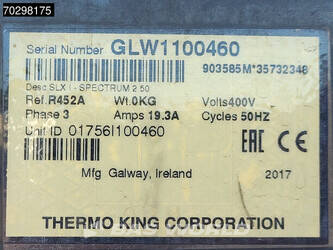 70298175
Serial Number GLW1100460
903585M*35732348
Desc SLX i - SPECTRUM 2.50
Ref.R452A Wt.0KG Volts400V
Phase 3 Amps 19.3A Cycles 50HZ
Unit ID 01756I100460
EAC CE
Mfg Galway, Ireland 2017
THERMO KING CORPORATION